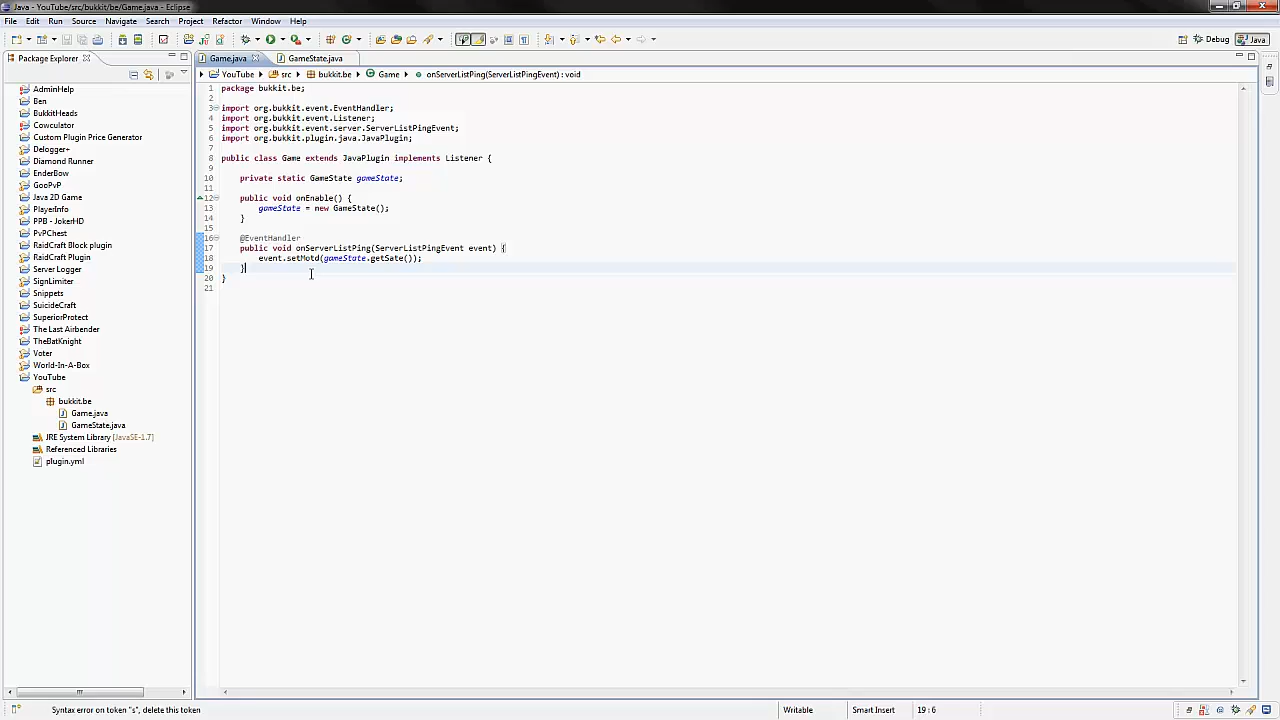 Java - YouTube/src/bukkit/be/Game.java - Eclipse
File Edit Run Source Navigate Search Project Refactor Window Help
Debug Java
Package Explorer
Game.java GameState.java
YouTube src bukkit.be Game onServerListPing(ServerListPingEvent) : void
AdminHelp
Ben
BukkitHeads
Cowculator
Custom Plugin Price Generator
Delogger+
Diamond Runner
EnderBow
GooPvP
Java 2D Game
PlayerInfo
PPB - JokerHD
PvPChest
RaidCraft Block plugin
RaidCraft Plugin
Server Logger
SignLimiter
Snippets
SuicideCraft
SuperiorProtect
The Last Airbender
TheBatKnight
Voter
World-In-A-Box
YouTube
src
bukkit.be
Game.java
GameState.java
JRE System Library [JavaSE-1.7]
Referenced Libraries
plugin.yml
1 package bukkit.be;
2
3 import org.bukkit.event.EventHandler;
4 import org.bukkit.event.Listener;
5 import org.bukkit.event.server.ServerListPingEvent;
6 import org.bukkit.plugin.java.JavaPlugin;
7
8 public class Game extends JavaPlugin implements Listener {
9
10 private static GameState gameState;
11
12 public void onEnable() {
13 gameState = new GameState();
14 }
15
16 @EventHandler
17 public void onServerListPing(ServerListPingEvent event) {
18 event.setMotd(gameState.getSate());
19 }
20 }
21
Syntax error on token "s", delete this token Writable Smart Insert 19 : 6